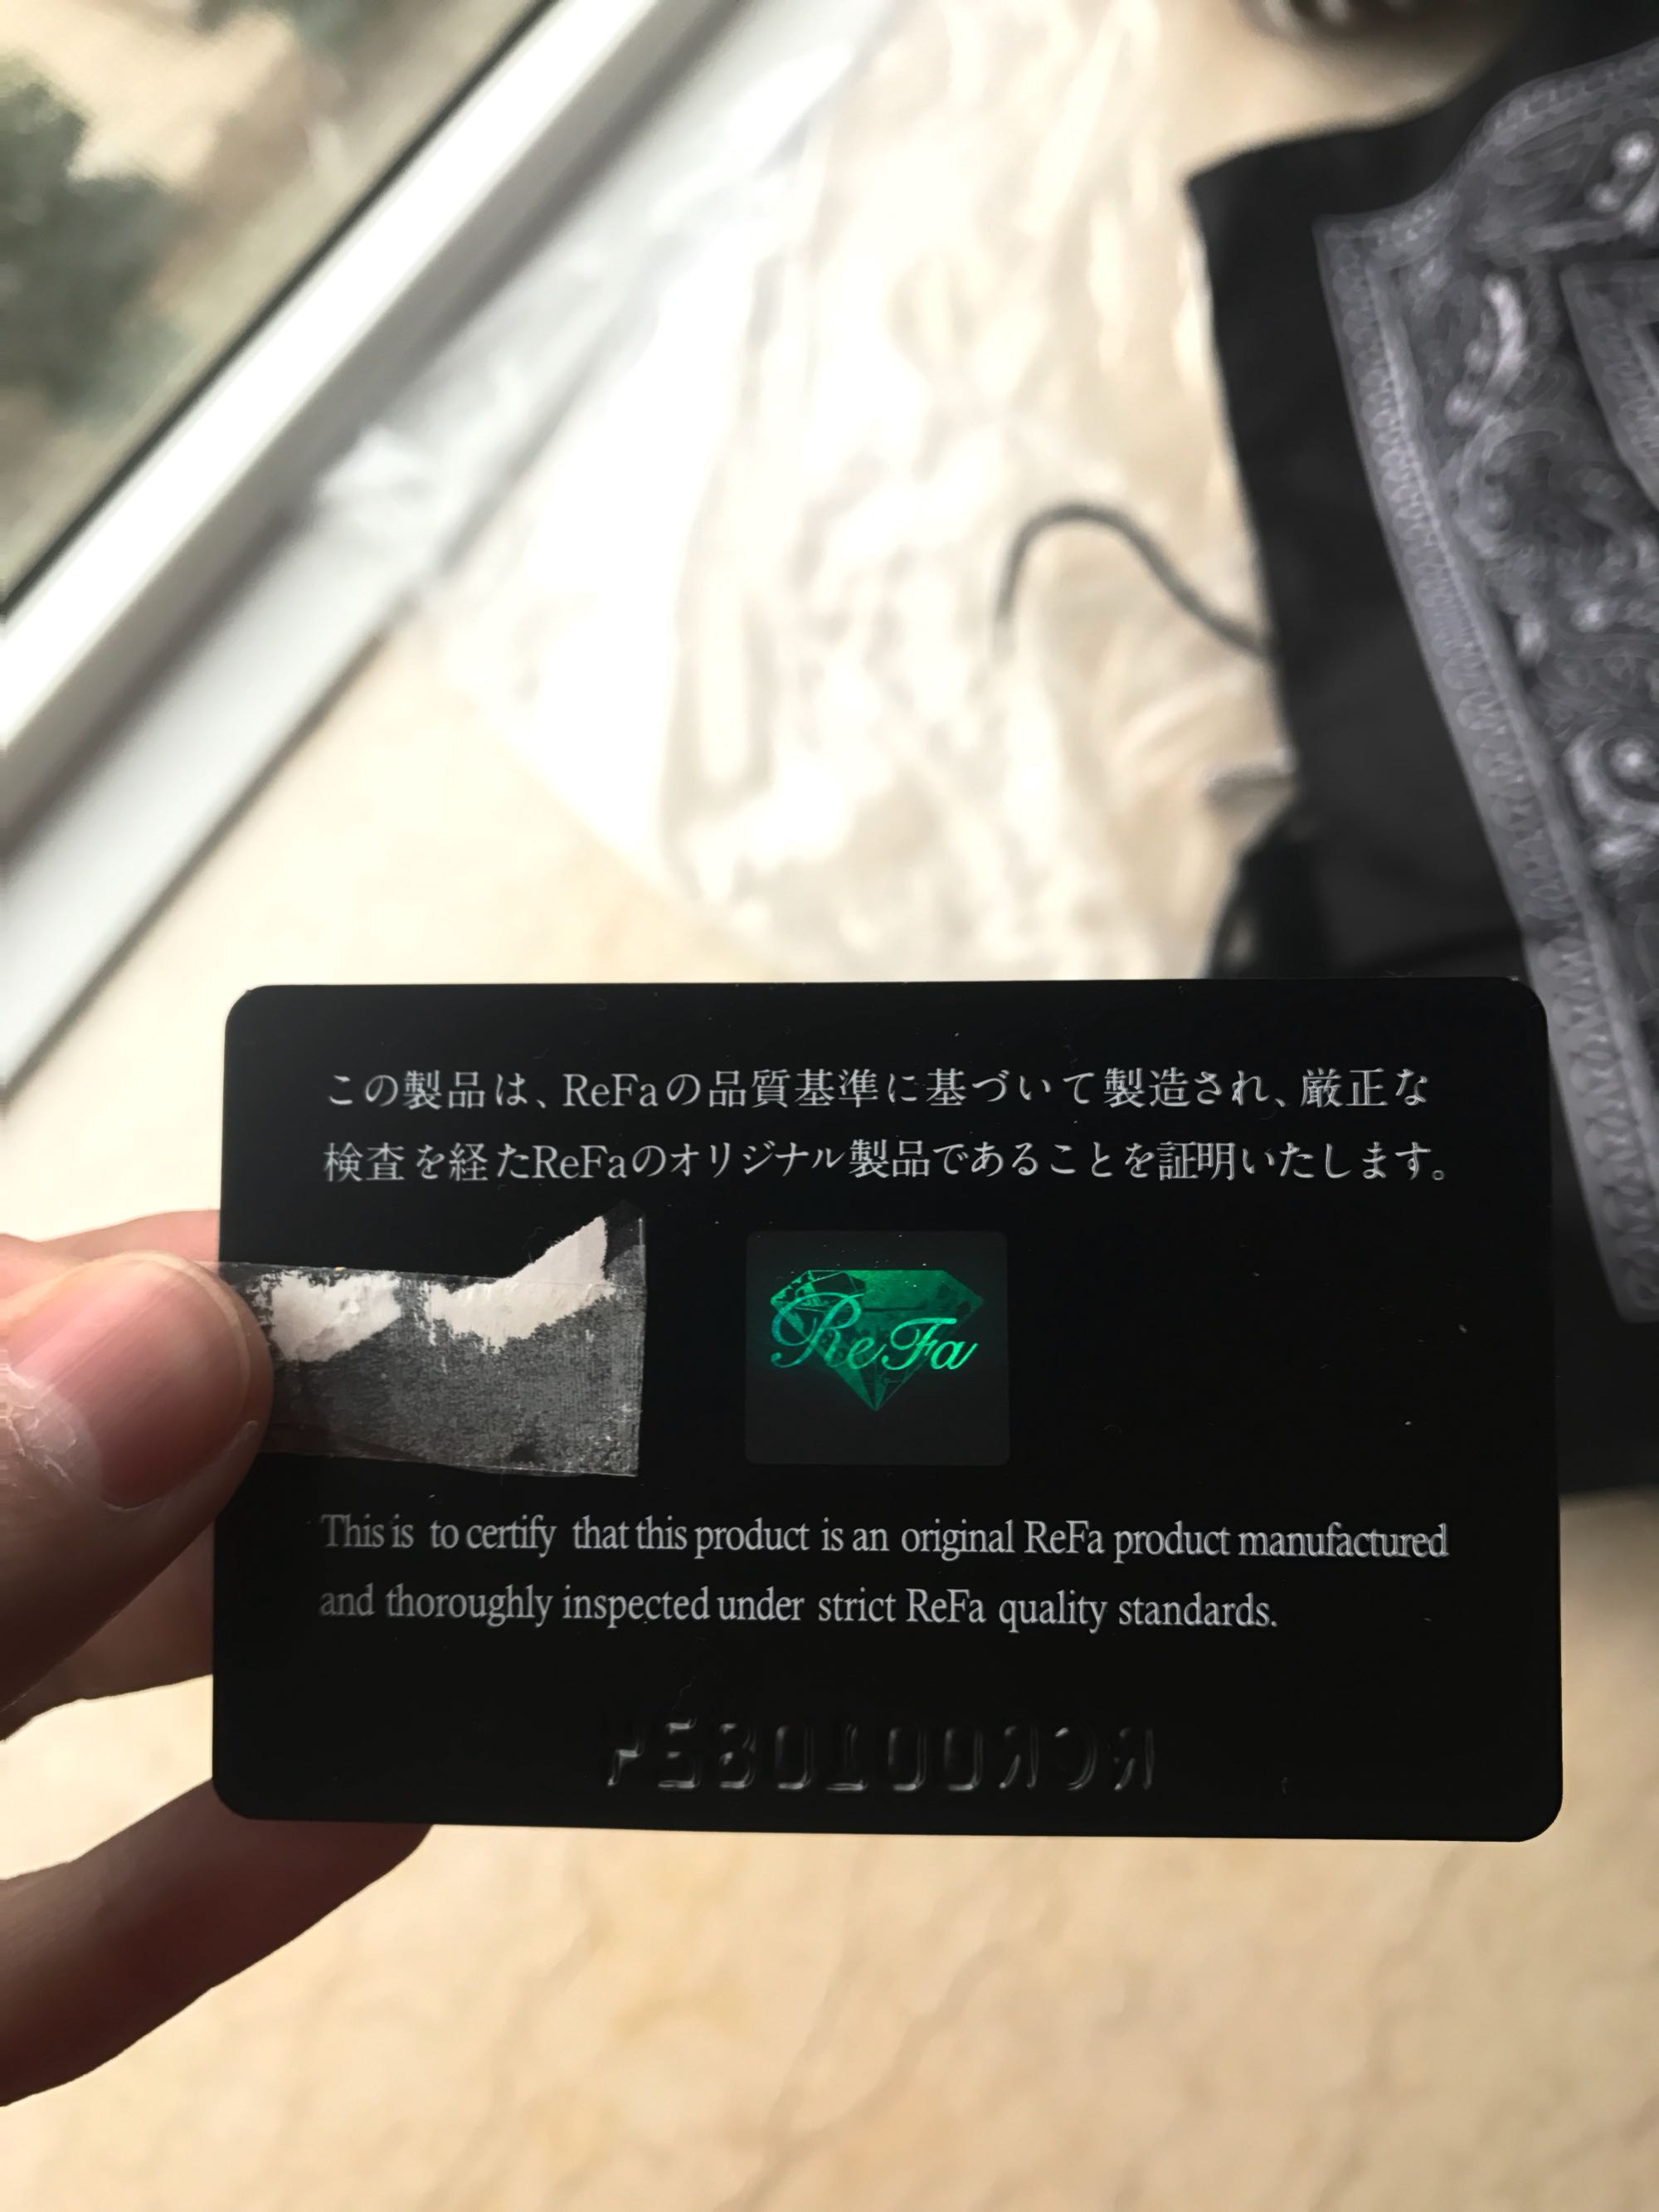 この製品は、ReFaの品質基準に基づいて製造され、厳正な
検査を経たReFaのオリジナル製品であることを証明いたします。
ReFa
This is to certify that this product is an original ReFa product manufactured
and thoroughly inspected under strict ReFa quality standards.